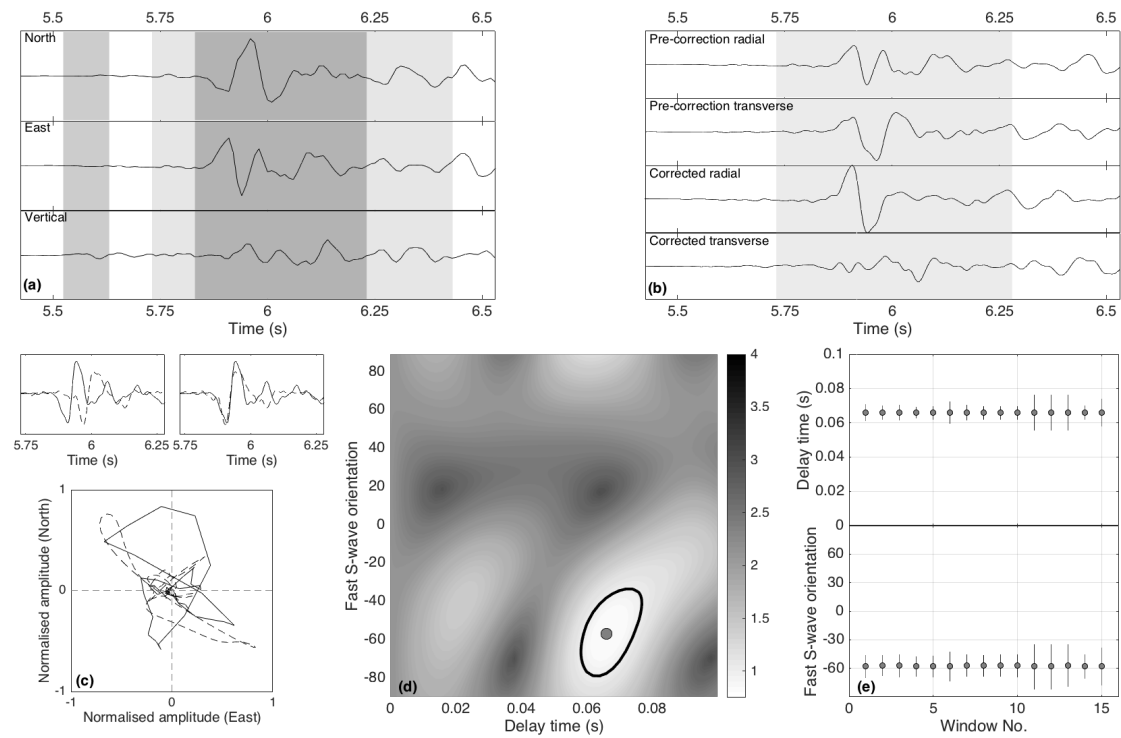 5.5 5.75 6 6.25 6.5
North
East
Vertical
(a)
5.5 5.75 6 6.25 6.5
Time (s)
5.5 5.75 6 6.25 6.5
Pre-correction radial
Pre-correction transverse
Corrected radial
Corrected transverse
(b)
5.5 5.75 6 6.25 6.5
Time (s)
5.75 6 6.25
Time (s)
5.75 6 6.25
Time (s)
Normalised amplitude (North)
1
0
-1
(c)
-1 0 1
Normalised amplitude (East)
Fast S-wave orientation
80
60
40
20
0
-20
-40
-60
-80
(d)
0 0.02 0.04 0.06 0.08
Delay time (s)
4
3.5
3
2.5
2
1.5
1
Delay time (s)
0.1
0.08
0.06
0.04
0.02
0
Fast S-wave orientation
60
30
0
-30
-60
(e)
0 5 10 15
Window No.